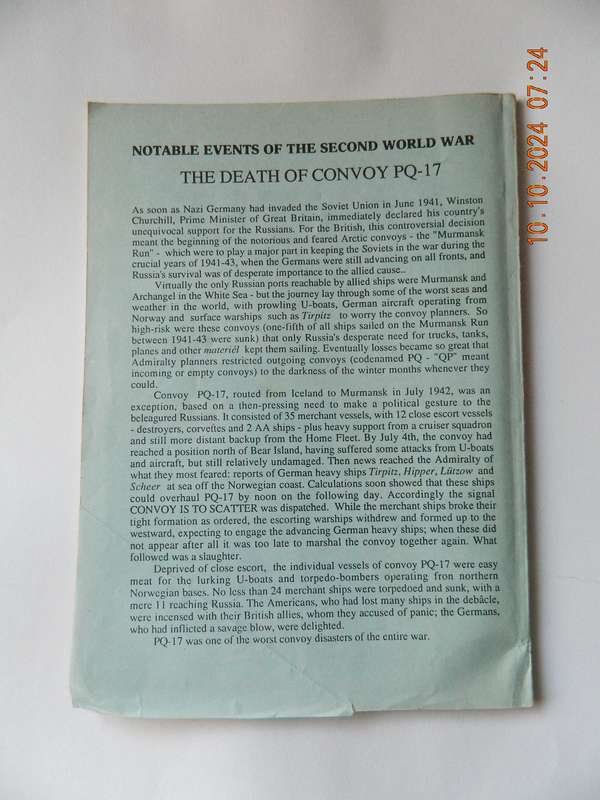 NOTABLE EVENTS OF THE SECOND WORLD WAR
THE DEATH OF CONVOY PQ-17
As soon as Nazi Germany had invaded the Soviet Union in June 1941, Winston
Churchill, Prime Minister of Great Britain, immediately declared his country's
unequivocal support for the Russians. For the British, this controversial decision
meant the beginning of the notorious and feared Arctic convoys - the "Murmansk
Run" - which were to play a major part in keeping the Soviets in the war during the
crucial years of 1941-43, when the Germans were still advancing on all fronts, and
Russia's survival was of desperate importance to the allied cause..
Virtually the only Russian ports reachable by allied ships were Murmansk and
Archangel in the White Sea - but the journey lay through some of the worst seas and
weather in the world, with prowling U-boats, German aircraft operating from
Norway and surface warships such as Tirpitz to worry the convoy planners. So
high-risk were these convoys (one-fifth of all ships sailed on the Murmansk Run
between 1941-43 were sunk) that only Russia's desperate need for trucks, tanks,
planes and other materiél kept them sailing. Eventually losses became so great that
Admiralty planners restricted outgoing convoys (codenamed PQ - "QP" meant
incoming or empty convoys) to the darkness of the winter months whenever they
could.
Convoy PQ-17, routed from Iceland to Murmansk in July 1942, was an
exception, based on a then-pressing need to make a political gesture to the
beleagured Russians. It consisted of 35 merchant vessels, with 12 close escort vessels
- destroyers, corvettes and 2 AA ships - plus heavy support from a cruiser squadron
and still more distant backup from the Home Fleet. By July 4th, the convoy had
reached a position north of Bear Island, having suffered some attacks from U-boats
and aircraft, but still relatively undamaged. Then news reached the Admiralty of
what they most feared: reports of German heavy ships Tirpitz, Hipper, Lützow and
Scheer at sea off the Norwegian coast. Calculations soon showed that these ships
could overhaul PQ-17 by noon on the following day. Accordingly the signal
CONVOY IS TO SCATTER was dispatched. While the merchant ships broke their
tight formation as ordered, the escorting warships withdrew and formed up to the
westward, expecting to engage the advancing German heavy ships; when these did
not appear after all it was too late to marshal the convoy together again. What
followed was a slaughter.
Deprived of close escort, the individual vessels of convoy PQ-17 were easy
meat for the lurking U-boats and torpedo-bombers operating fron northern
Norwegian bases. No less than 24 merchant ships were torpedoed and sunk, with a
mere 11 reaching Russia. The Americans, who had lost many ships in the debâcle,
were incensed with their British allies, whom they accused of panic; the Germans,
who had inflicted a savage blow, were delighted.
PQ-17 was one of the worst convoy disasters of the entire war.
10.10.2024 07:24